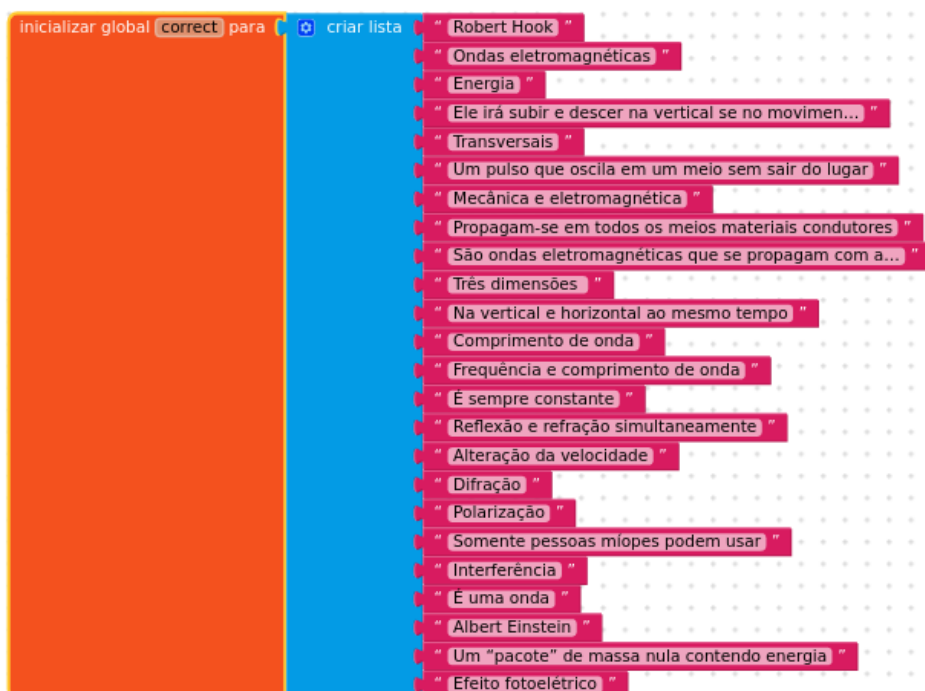 inicializar global correct para criar lista “ Robert Hook ”
“ Ondas eletromagnéticas ”
“ Energia ”
“ Ele irá subir e descer na vertical se no movimen... ”
“ Transversais ”
“ Um pulso que oscila em um meio sem sair do lugar ”
“ Mecânica e eletromagnética ”
“ Propagam-se em todos os meios materiais condutores ”
“ São ondas eletromagnéticas que se propagam com a... ”
“ Três dimensões ”
“ Na vertical e horizontal ao mesmo tempo ”
“ Comprimento de onda ”
“ Frequência e comprimento de onda ”
“ É sempre constante ”
“ Reflexão e refração simultaneamente ”
“ Alteração da velocidade ”
“ Difração ”
“ Polarização ”
“ Somente pessoas míopes podem usar ”
“ Interferência ”
“ É uma onda ”
“ Albert Einstein ”
“ Um “pacote” de massa nula contendo energia ”
“ Efeito fotoelétrico ”